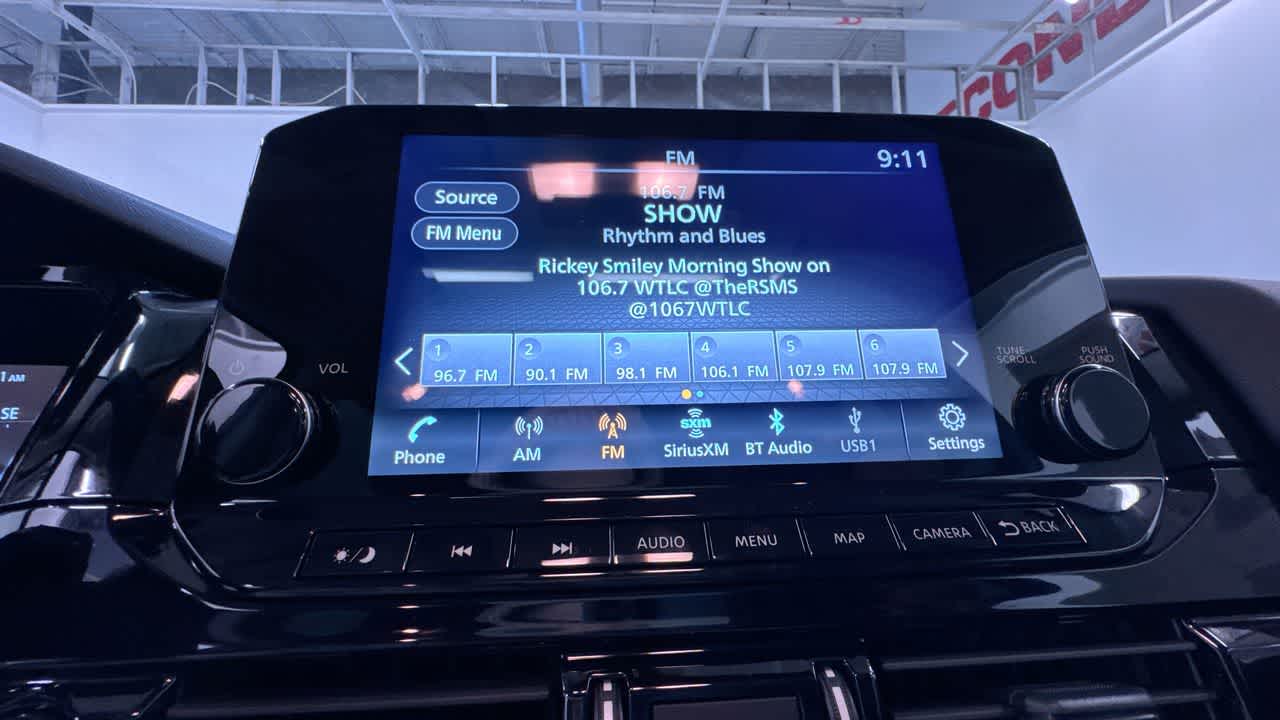 FM
9:11
Source
106.7 FM
SHOW
FM Menu
Rhythm and Blues
Rickey Smiley Morning Show on
106.7 WTLC @TheRSMS
@1067WTLC
1 2 3 4 5 6
96.7 FM 90.1 FM 98.1 FM 106.1 FM 107.9 FM 107.9 FM
Phone AM FM sxm SiriusXM BT Audio USB1 Settings
VOL
TUNE·SCROLL
PUSH SOUND
AUDIO MENU MAP CAMERA BACK
AM
SE